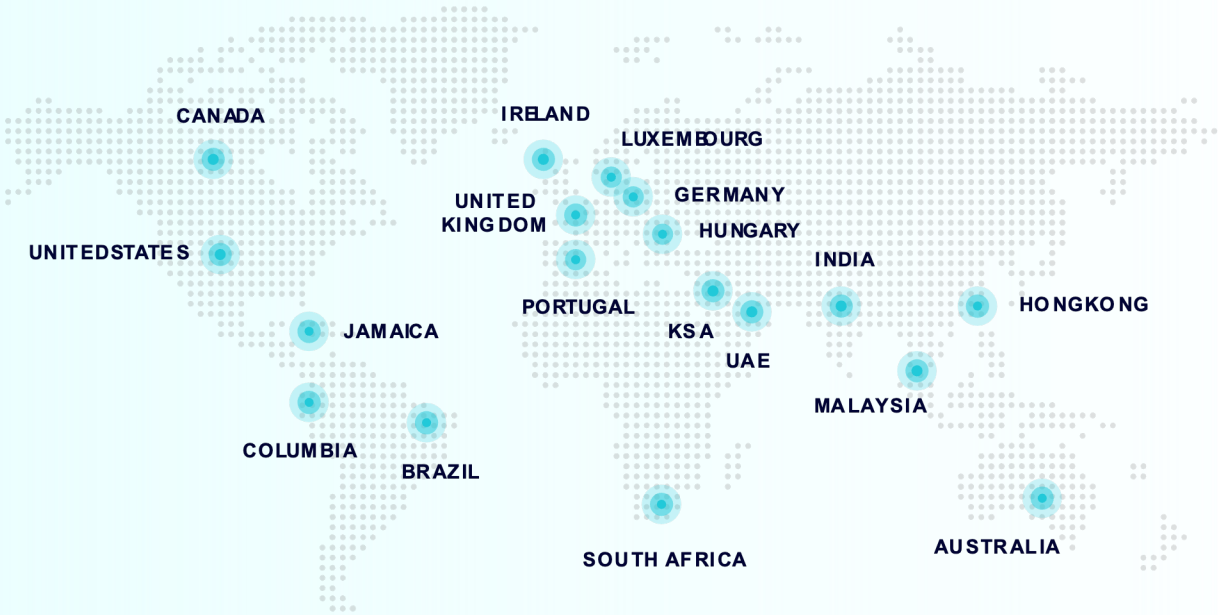 IRELAND
CANADA
LUXEMBOURG
GERMANY
UNITED
KINGDOM
HUNGARY
UNITEDSTATES
INDIA
PORTUGAL
HONGKONG
JAMAICA
KSA
UAE
MALAYSIA
COLUMBIA
BRAZIL
AUSTRALIA
SOUTH AFRICA